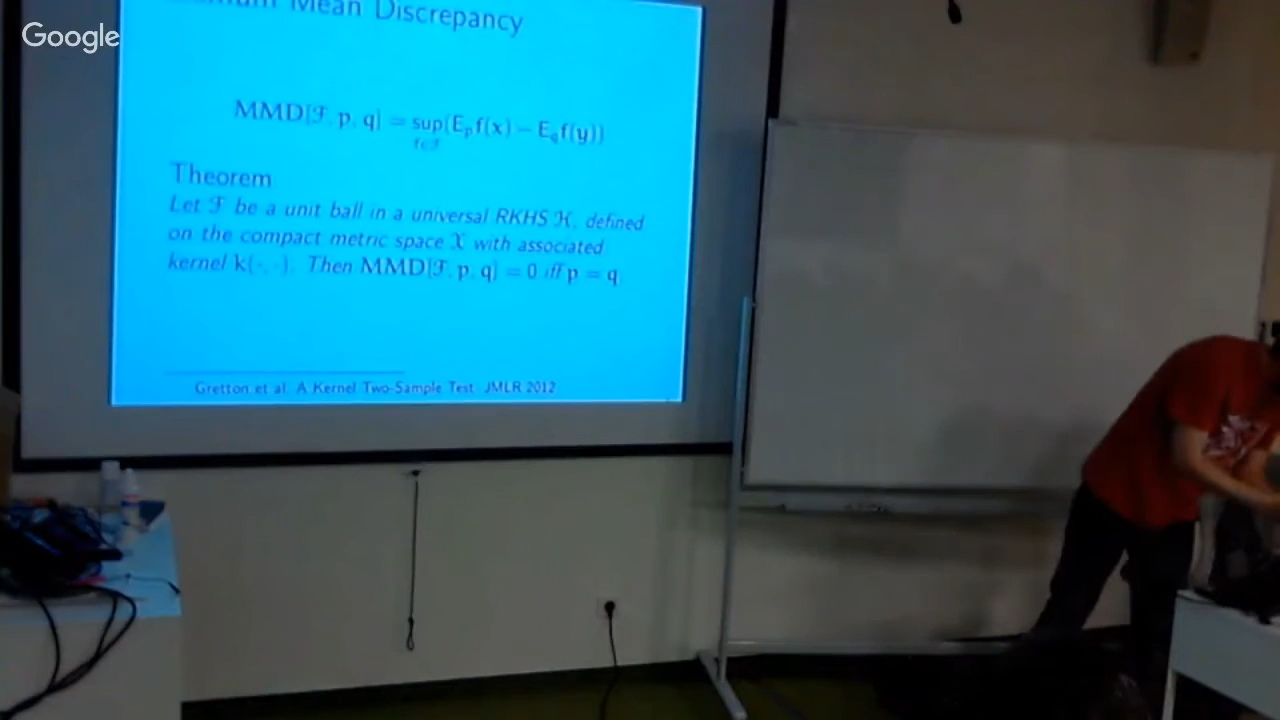 Google
Mean Discrepancy
MMD[ℱ, p, q] = sup(E_p f(x) − E_q f(y))
f∈ℱ
Theorem
Let ℱ be a unit ball in a universal RKHS ℋ, defined
on the compact metric space 𝒳 with associated
kernel k(·, ·). Then MMD[ℱ, p, q] = 0 iff p = q
Gretton et al. A Kernel Two-Sample Test. JMLR 2012